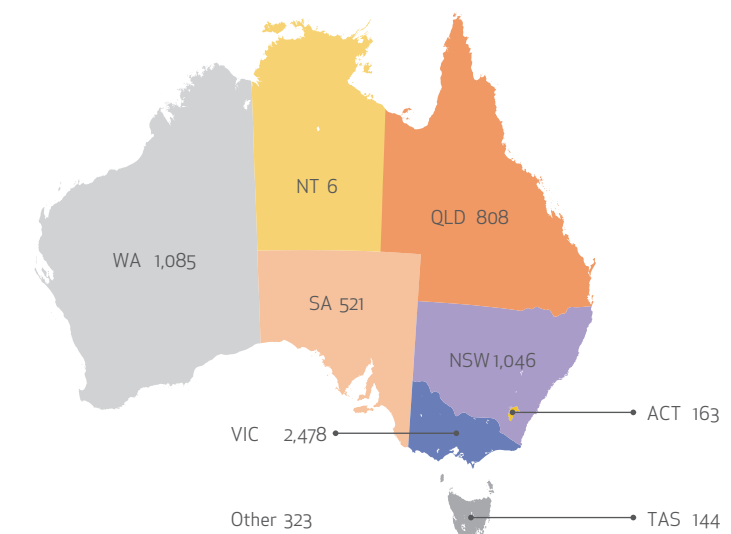 NT 6
QLD 808
WA 1,085
SA 521
NSW 1,046
ACT 163
VIC 2,478
Other 323
TAS 144